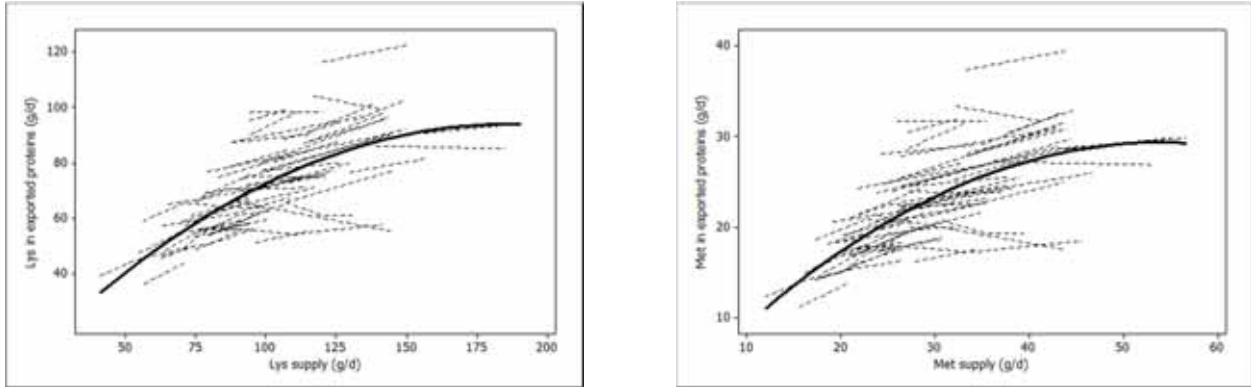 120
100
80
60
40
Lys in exported proteins (g/d)
50 75 100 125 150 175 200
Lys supply (g/d)
40
30
20
10
Met in exported proteins (g/d)
10 20 30 40 50 60
Met supply (g/d)